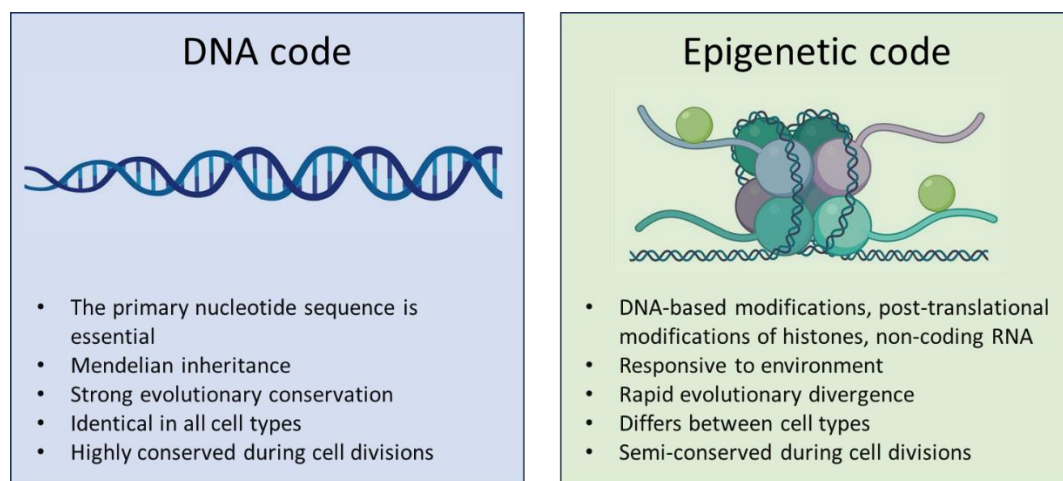 DNA code
• The primary nucleotide sequence is
essential
• Mendelian inheritance
• Strong evolutionary conservation
• Identical in all cell types
• Highly conserved during cell divisions
Epigenetic code
• DNA-based modifications, post-translational
modifications of histones, non-coding RNA
• Responsive to environment
• Rapid evolutionary divergence
• Differs between cell types
• Semi-conserved during cell divisions